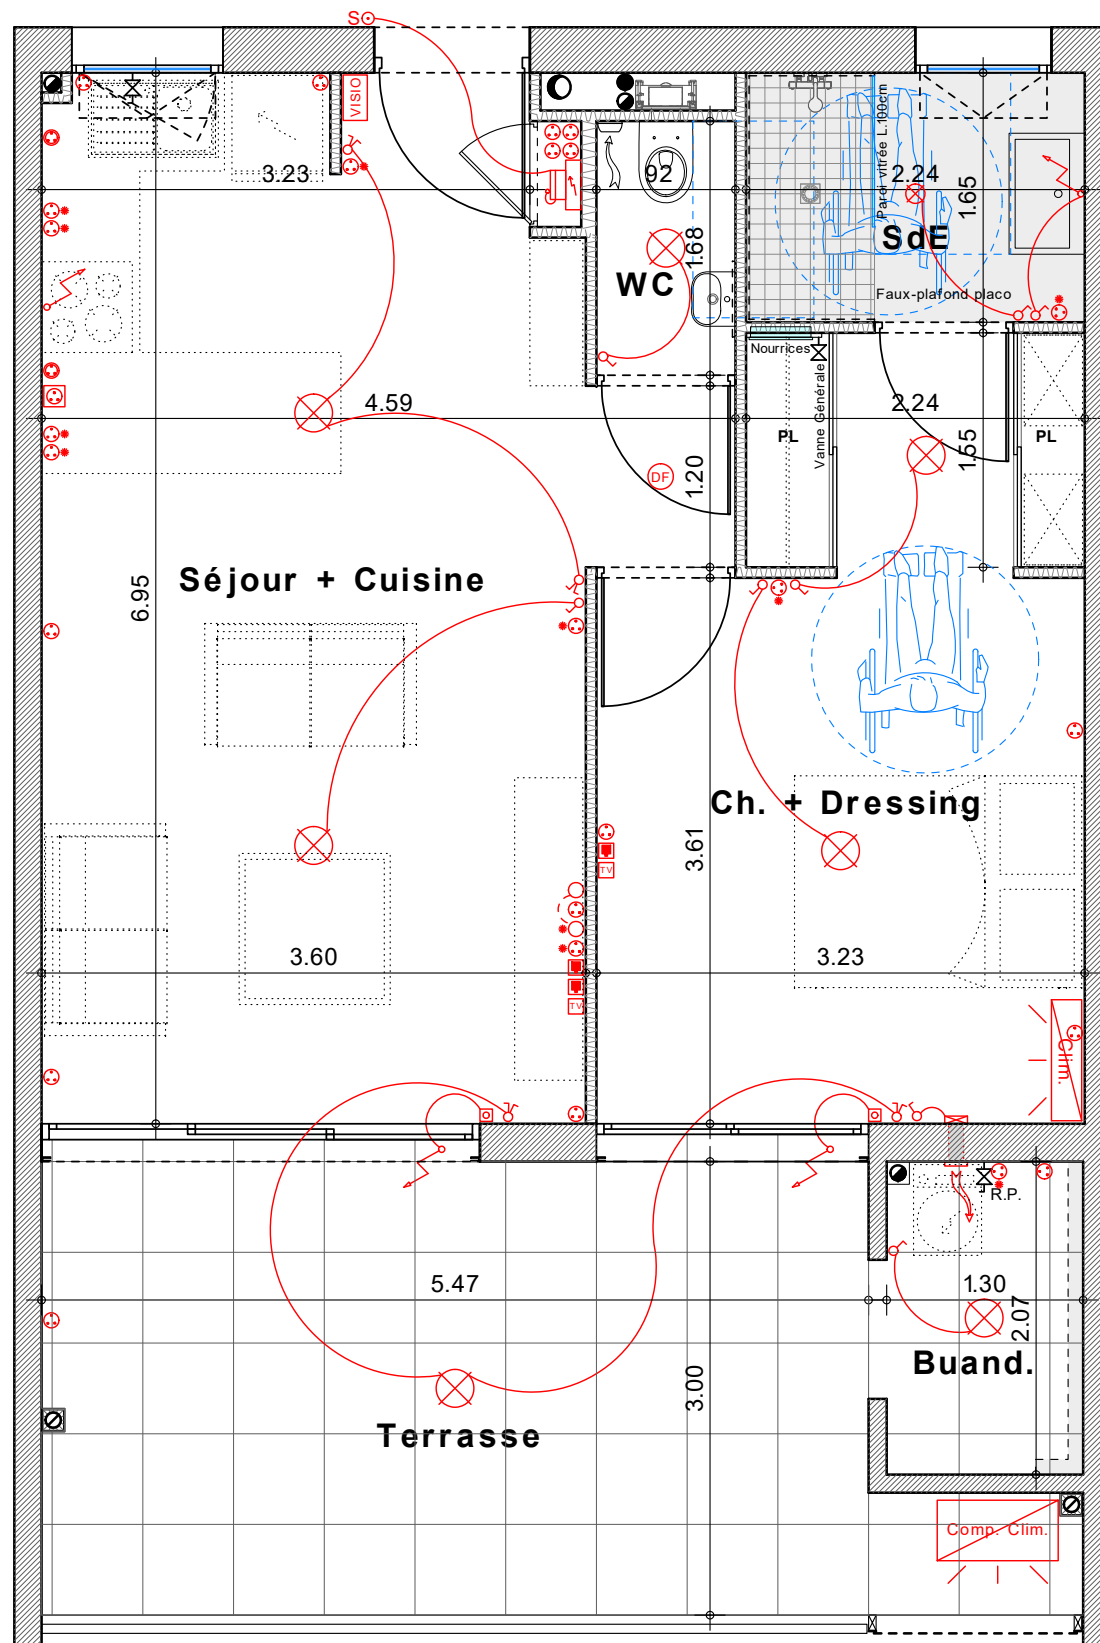 S
VISIO
3.23
92
2.24
1.65
Paroi vitrée L.100cm
SdE
1.68
WC
Faux-plafond placo
Nourrices
Vanne Générale
4.59
2.24
PL
PL
1.55
DF
1.20
Séjour + Cuisine
6.95
Ch. + Dressing
3.61
TV
3.60
3.23
TV
Clim.
R.P.
5.47
1.30
2.07
Buand.
3.00
Terrasse
Comp. Clim.